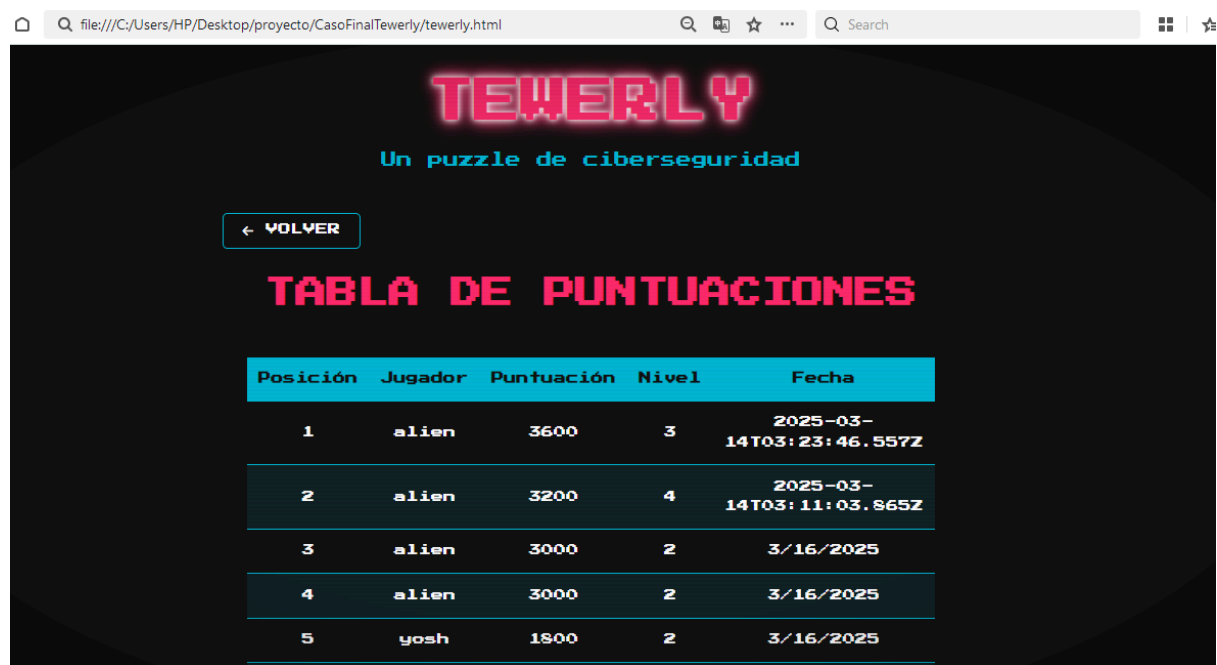 file:///C:/Users/HP/Desktop/proyecto/CasoFinalTewerly/tewerly.html
Search
TEWERLY
Un puzzle de ciberseguridad
← VOLVER
TABLA DE PUNTUACIONES
Posición Jugador Puntuación Nivel Fecha
1 alien 3600 3 2025-03-
14T03:23:46.557Z
2 alien 3200 4 2025-03-
14T03:11:03.865Z
3 alien 3000 2 3/16/2025
4 alien 3000 2 3/16/2025
5 yosh 1800 2 3/16/2025